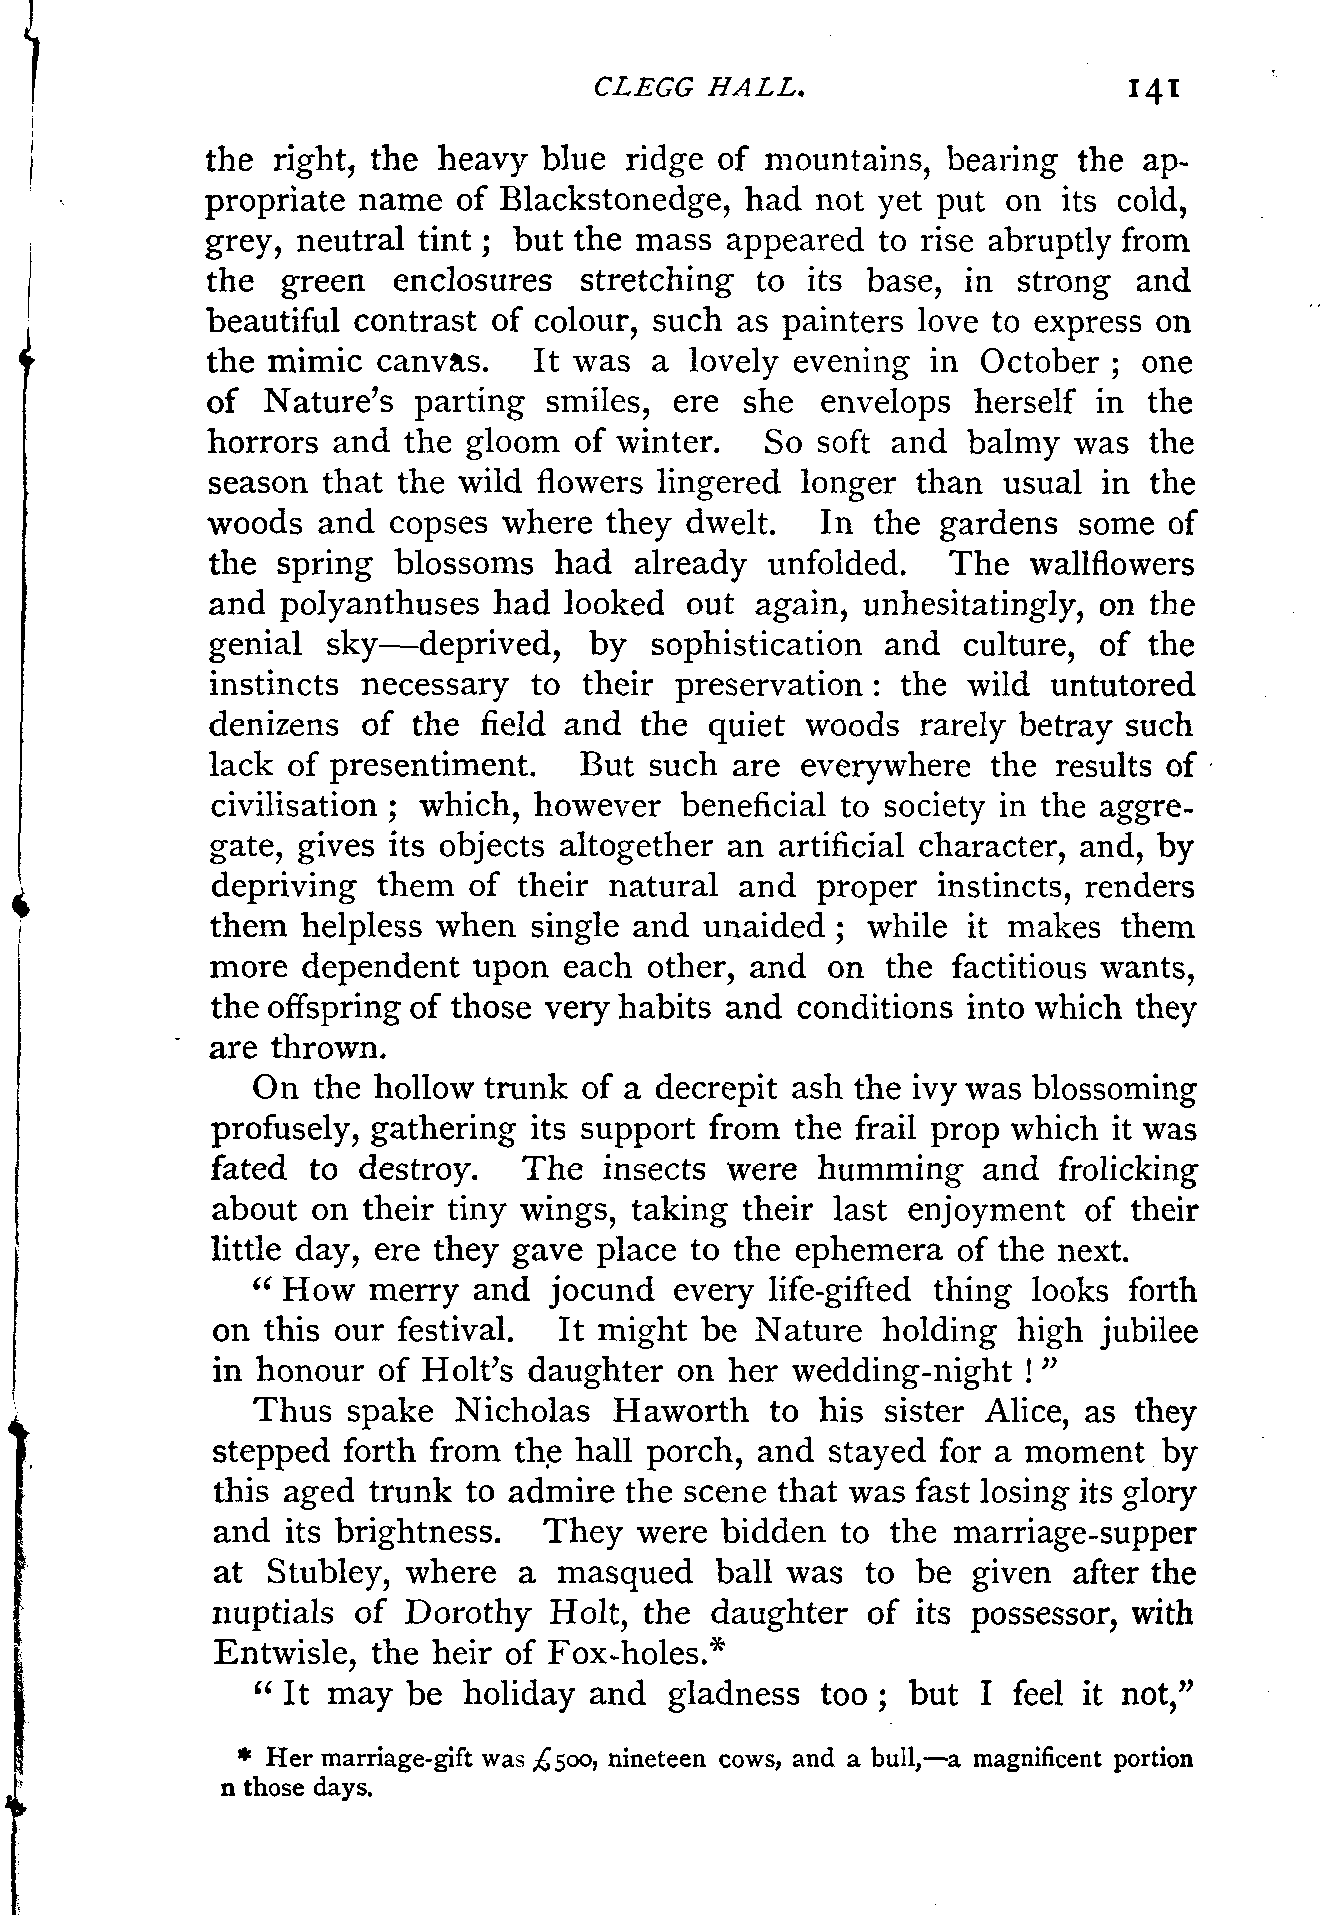 CLEGG HALL. 141
the right, the heavy blue ridge of mountains, bearing the ap-
propriate name of Blackstonedge, had not yet put on its cold,
grey, neutral tint ; but the mass appeared to rise abruptly from
the green enclosures stretching to its base, in strong and
beautiful contrast of colour, such as painters love to express on
the mimic canvas. It was a lovely evening in October ; one
of Nature's parting smiles, ere she envelops herself in the
horrors and the gloom of winter. So soft and balmy was the
season that the wild flowers lingered longer than usual in the
woods and copses where they dwelt. In the gardens some of
the spring blossoms had already unfolded. The wallflowers
and polyanthuses had looked out again, unhesitatingly, on the
genial sky—deprived, by sophistication and culture, of the
instincts necessary to their preservation : the wild untutored
denizens of the field and the quiet woods rarely betray such
lack of presentiment. But such are everywhere the results of
civilisation ; which, however beneficial to society in the aggre-
gate, gives its objects altogether an artificial character, and, by
depriving them of their natural and proper instincts, renders
them helpless when single and unaided ; while it makes them
more dependent upon each other, and on the factitious wants,
the offspring of those very habits and conditions into which they
are thrown.
On the hollow trunk of a decrepit ash the ivy was blossoming
profusely, gathering its support from the frail prop which it was
fated to destroy. The insects were humming and frolicking
about on their tiny wings, taking their last enjoyment of their
little day, ere they gave place to the ephemera of the next.
“ How merry and jocund every life-gifted thing looks forth
on this our festival. It might be Nature holding high jubilee
in honour of Holt's daughter on her wedding-night ! ”
Thus spake Nicholas Haworth to his sister Alice, as they
stepped forth from the hall porch, and stayed for a moment by
this aged trunk to admire the scene that was fast losing its glory
and its brightness. They were bidden to the marriage-supper
at Stubley, where a masqued ball was to be given after the
nuptials of Dorothy Holt, the daughter of its possessor, with
Entwisle, the heir of Fox-holes.*
“ It may be holiday and gladness too ; but I feel it not,”
* Her marriage-gift was £500, nineteen cows, and a bull,—a magnificent portion
n those days.